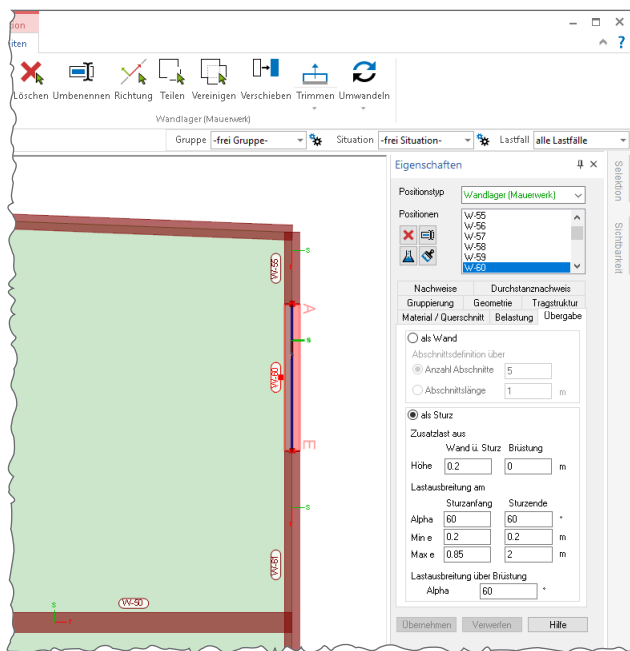 ion
iten
?
Löschen Umbenennen Richtung Teilen Vereinigen Verschieben Trimmen Umwandeln
Wandlager (Mauerwerk)
Gruppe -frei Gruppe- Situation -frei Situation- Lastfall alle Lastfälle
Eigenschaften
Selektion
Sichtbarkeit
Positionstyp Wandlager (Mauerwerk)
Positionen
W-55
W-56
W-57
W-58
W-59
W-60
Nachweise Durchstanznachweis
Gruppierung Geometrie Tragstruktur
Material / Querschnitt Belastung Übergabe
als Wand
Abschnittsdefinition über
Anzahl Abschnitte 5
Abschnittslänge 1 m
als Sturz
Zusatzlast aus
Wand ü. Sturz Brüstung
Höhe 0.2 0 m
Lastausbreitung am
Sturzanfang Sturzende
Alpha 60 60 °
Min e 0.2 0.2 m
Max e 0.85 2 m
Lastausbreitung über Brüstung
Alpha 60 °
Übernehmen Verwerfen Hilfe
s
r
W-55
A
s
W-60
E
s
r
W-61
W-50
s
r